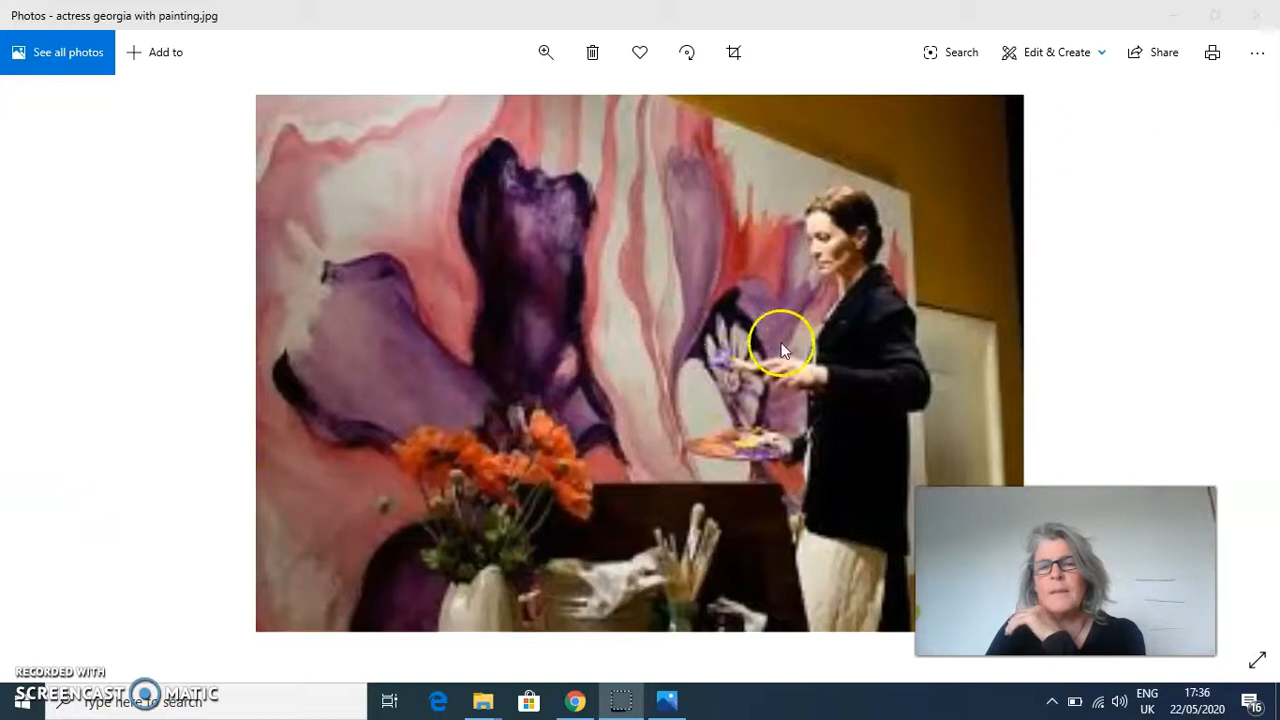 Photos - actress georgia with painting.jpg
See all photos
Add to
Search
Edit & Create
Share
RECORDED WITH
SCREENCAST MATIC
Type here to search
ENG
UK
17:36
22/05/2020
16